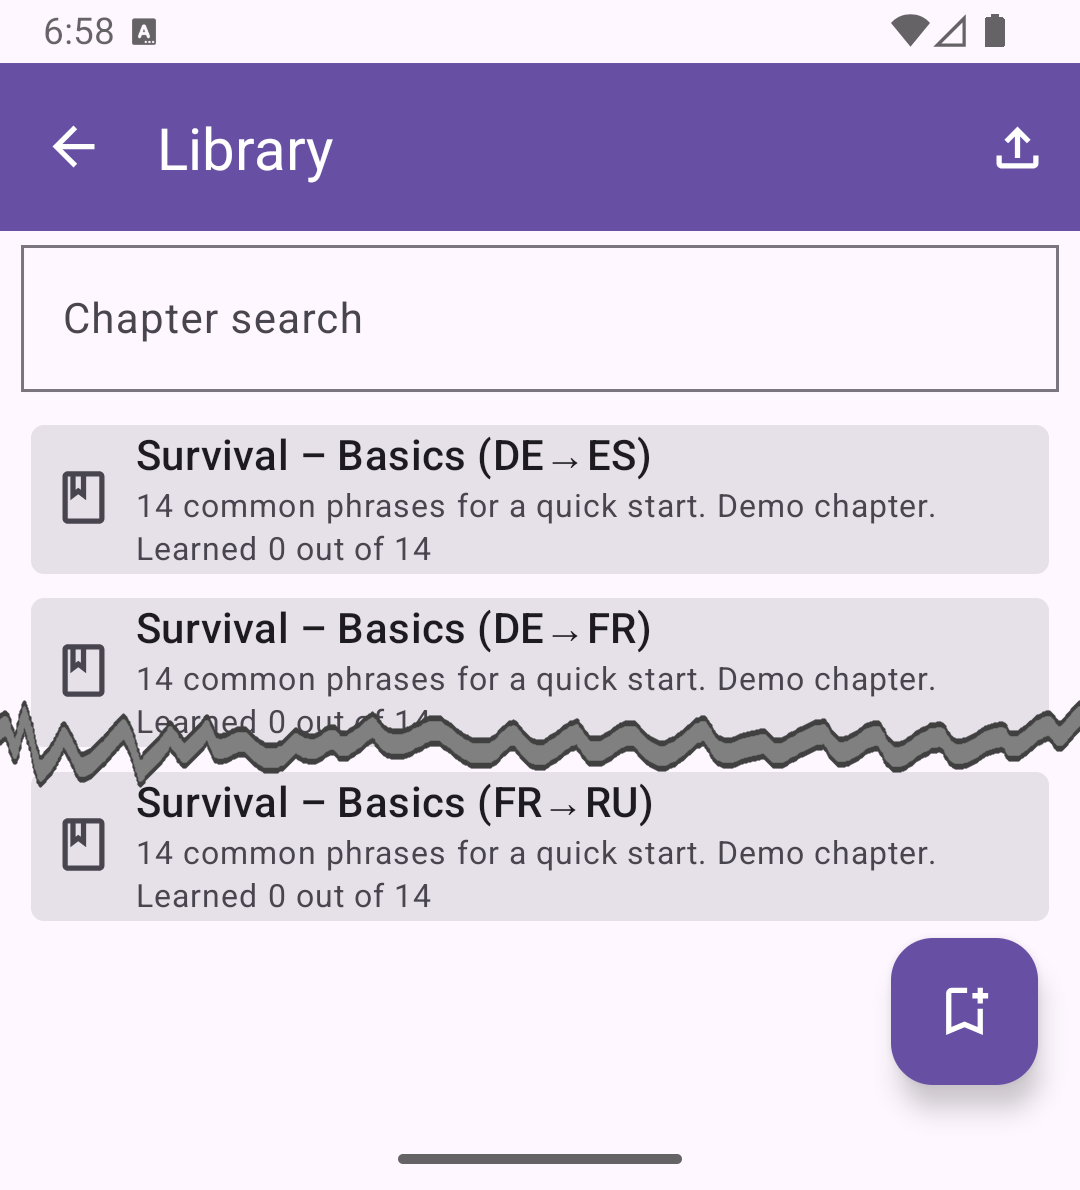 6:58
Library
Chapter search
Survival – Basics (DE→ES)
14 common phrases for a quick start. Demo chapter.
Learned 0 out of 14
Survival – Basics (DE→FR)
14 common phrases for a quick start. Demo chapter.
Learned 0 out of 14
Survival – Basics (FR→RU)
14 common phrases for a quick start. Demo chapter.
Learned 0 out of 14